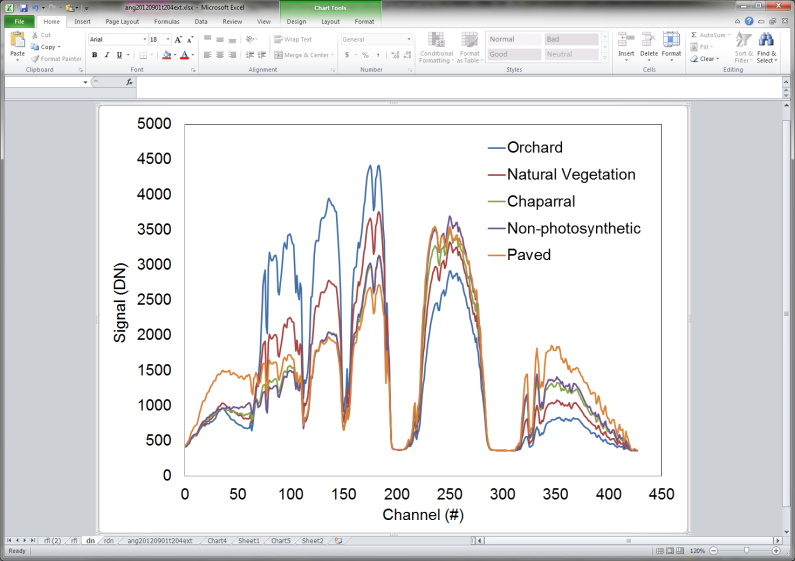 ang20120901t204ext.xlsx - Microsoft Excel
Chart Tools
File Home Insert Page Layout Formulas Data Review View Design Layout Format
Paste
Cut
Copy
Format Painter
Clipboard
Arial 18
B I U
Font
Wrap Text
Merge & Center
Alignment
General
$ % ,
Number
Conditional Formatting
Format as Table
Normal Bad
Good Neutral
Styles
Insert Delete Format
Cells
AutoSum
Fill
Clear
Sort & Filter
Find & Select
Editing
fx
5000
4500
4000
3500
3000
2500
2000
1500
1000
500
0
Signal (DN)
Orchard
Natural Vegetation
Chaparral
Non-photosynthetic
Paved
0 50 100 150 200 250 300 350 400 450
Channel (#)
rfl (2) rfl dn rdn ang20120901t204ext Chart4 Sheet1 Chart5 Sheet2
Ready
120%